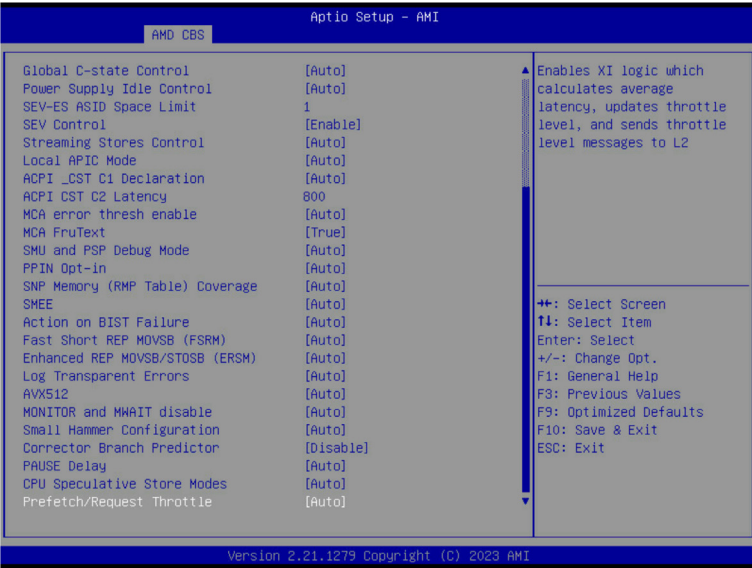 Aptio Setup – AMI
AMD CBS
Global C-state Control [Auto]
Power Supply Idle Control [Auto]
SEV-ES ASID Space Limit 1
SEV Control [Enable]
Streaming Stores Control [Auto]
Local APIC Mode [Auto]
ACPI _CST C1 Declaration [Auto]
ACPI CST C2 Latency 800
MCA error thresh enable [Auto]
MCA FruText [True]
SMU and PSP Debug Mode [Auto]
PPIN Opt-in [Auto]
SNP Memory (RMP Table) Coverage [Auto]
SMEE [Auto]
Action on BIST Failure [Auto]
Fast Short REP MOVSB (FSRM) [Auto]
Enhanced REP MOVSB/STOSB (ERSM) [Auto]
Log Transparent Errors [Auto]
AVX512 [Auto]
MONITOR and MWAIT disable [Auto]
Small Hammer Configuration [Auto]
Corrector Branch Predictor [Disable]
PAUSE Delay [Auto]
CPU Speculative Store Modes [Auto]
Prefetch/Request Throttle [Auto]
Enables XI logic which
calculates average
latency, updates throttle
level, and sends throttle
level messages to L2
→←: Select Screen
↑↓: Select Item
Enter: Select
+/-: Change Opt.
F1: General Help
F3: Previous Values
F9: Optimized Defaults
F10: Save & Exit
ESC: Exit
Version 2.21.1279 Copyright (C) 2023 AMI